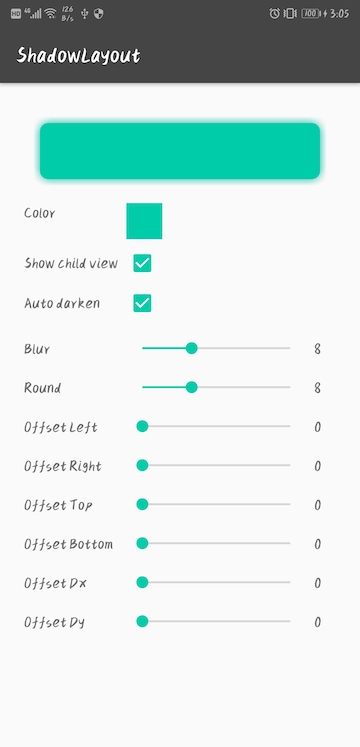 HD 4G 12.6 B/s 100 3:05
ShadowLayout
Color
Show child view
Auto darken
Blur 8
Round 8
Offset Left 0
Offset Right 0
Offset Top 0
Offset Bottom 0
Offset Dx 0
Offset Dy 0